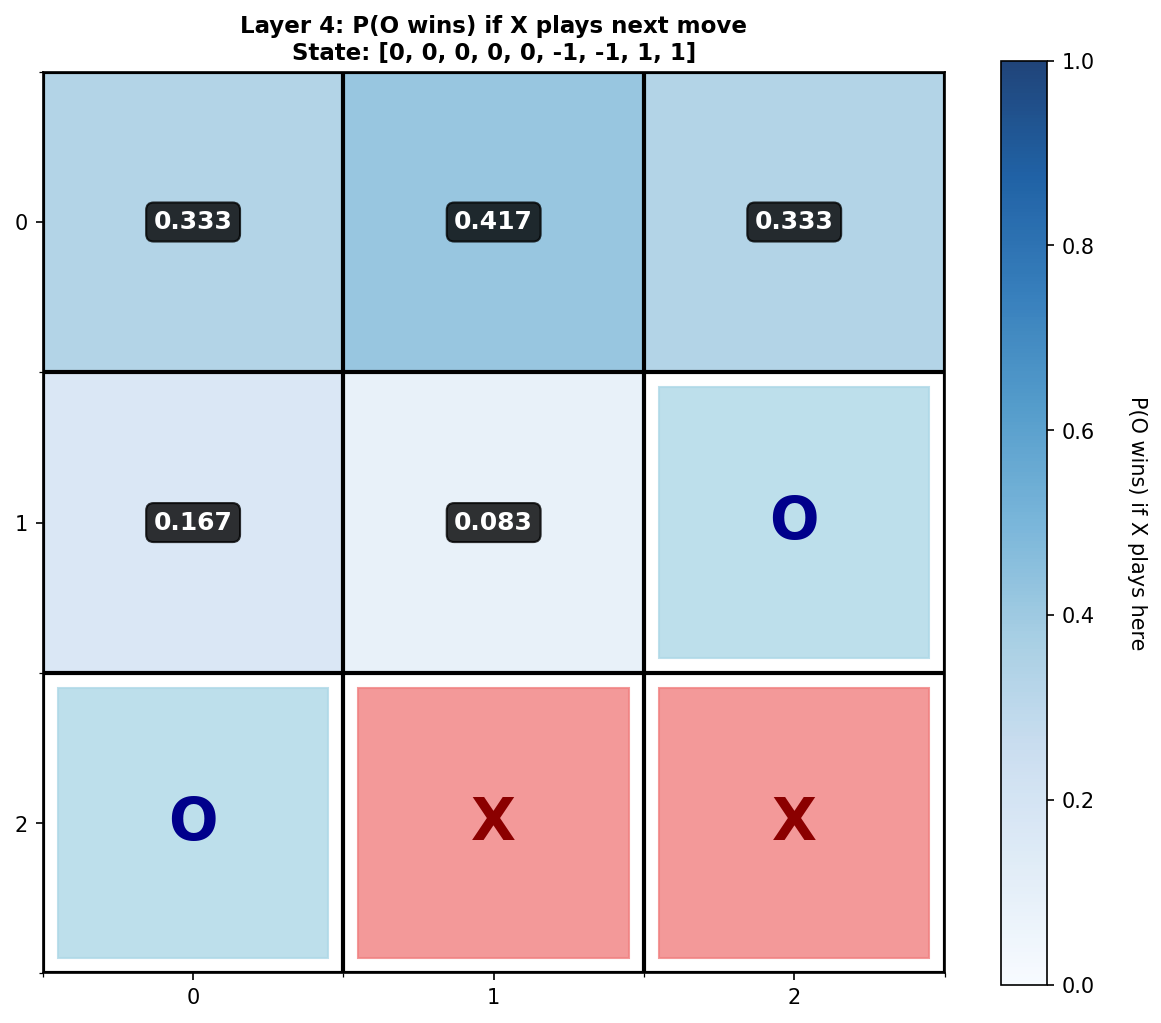 Layer 4: P(O wins) if X plays next move
State: [0, 0, 0, 0, 0, -1, -1, 1, 1]
0
0.333
0.417
0.333
1
0.167
0.083
O
2
O
X
X
0
1
2
1.0
0.8
0.6
0.4
0.2
0.0
P(O wins) if X plays here